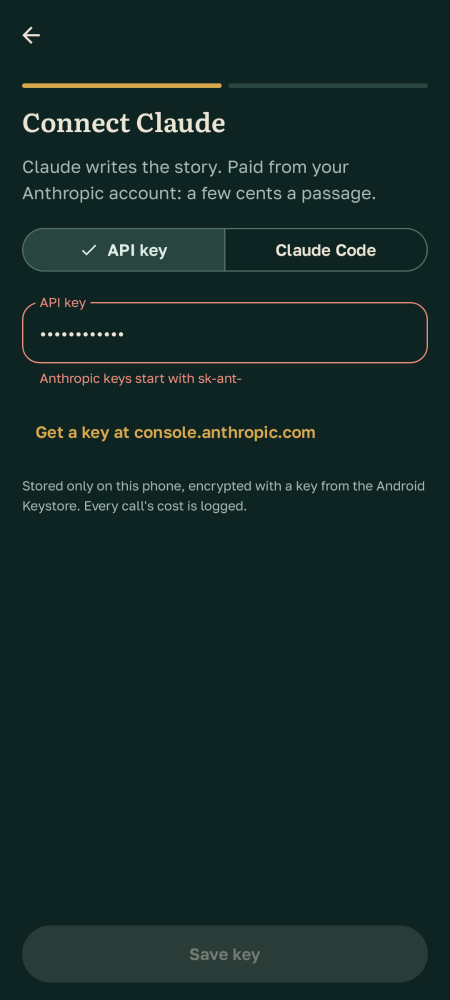 Connect Claude
Claude writes the story. Paid from your
Anthropic account: a few cents a passage.
API key
Claude Code
API key
••••••••••••
Anthropic keys start with sk-ant-
Get a key at console.anthropic.com
Stored only on this phone, encrypted with a key from the Android
Keystore. Every call's cost is logged.
Save key